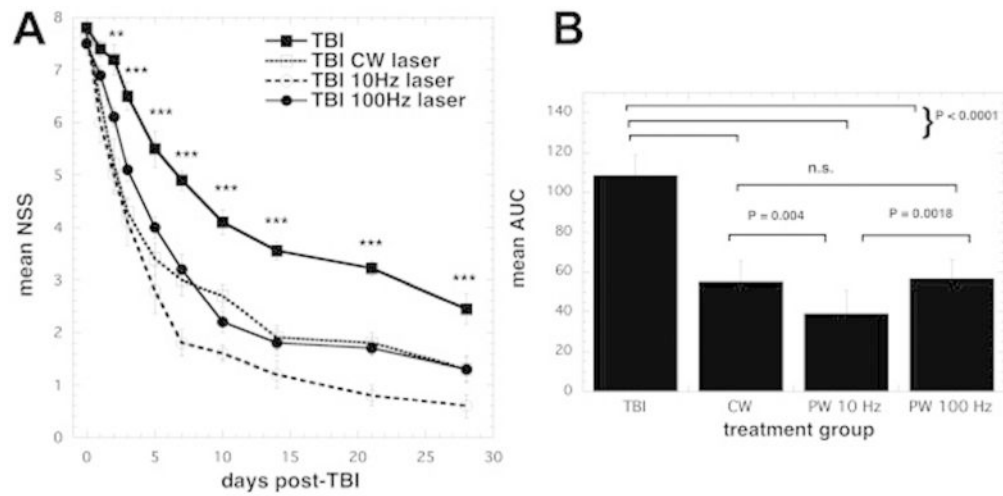 A
8
7
6
5
4
3
2
1
0
mean NSS
**
***
***
***
***
***
***
***
TBI
TBI CW laser
TBI 10Hz laser
TBI 100Hz laser
0 5 10 15 20 25 30
days post-TBI
B
140
120
100
80
60
40
20
0
mean AUC
P < 0.0001
n.s.
P = 0.004
P = 0.0018
TBI CW PW 10 Hz PW 100 Hz
treatment group